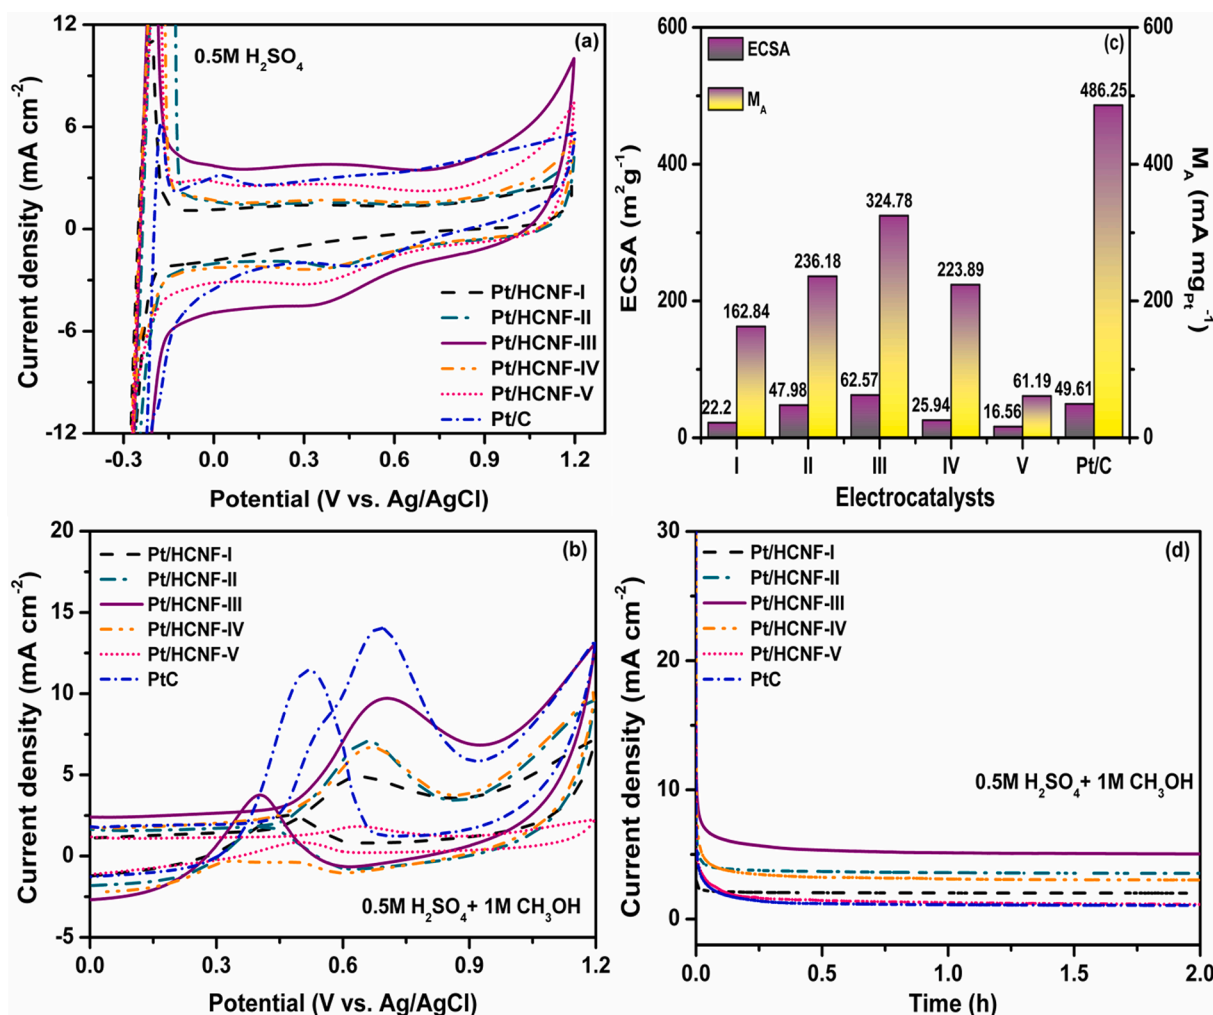 (a)
0.5M H₂SO₄
Current density (mA cm⁻²)
12
6
0
-6
-12
Pt/HCNF-I
Pt/HCNF-II
Pt/HCNF-III
Pt/HCNF-IV
Pt/HCNF-V
Pt/C
-0.3
0.0
0.3
0.6
0.9
1.2
Potential (V vs. Ag/AgCl)
(c)
ECSA
M_A
ECSA (m² g⁻¹)
600
400
200
0
M_A (mA mg_Pt⁻¹)
600
400
200
0
22.2
162.84
47.98
236.18
62.57
324.78
25.94
223.89
16.56
61.19
49.61
486.25
I
II
III
IV
V
Pt/C
Electrocatalysts
(b)
Current density (mA cm⁻²)
20
15
10
5
0
-5
Pt/HCNF-I
Pt/HCNF-II
Pt/HCNF-III
Pt/HCNF-IV
Pt/HCNF-V
PtC
0.5M H₂SO₄+ 1M CH₃OH
0.0
0.3
0.6
0.9
1.2
Potential (V vs. Ag/AgCl)
(d)
Current density (mA cm⁻²)
30
20
10
0
Pt/HCNF-I
Pt/HCNF-II
Pt/HCNF-III
Pt/HCNF-IV
Pt/HCNF-V
PtC
0.5M H₂SO₄+ 1M CH₃OH
0.0
0.5
1.0
1.5
2.0
Time (h)